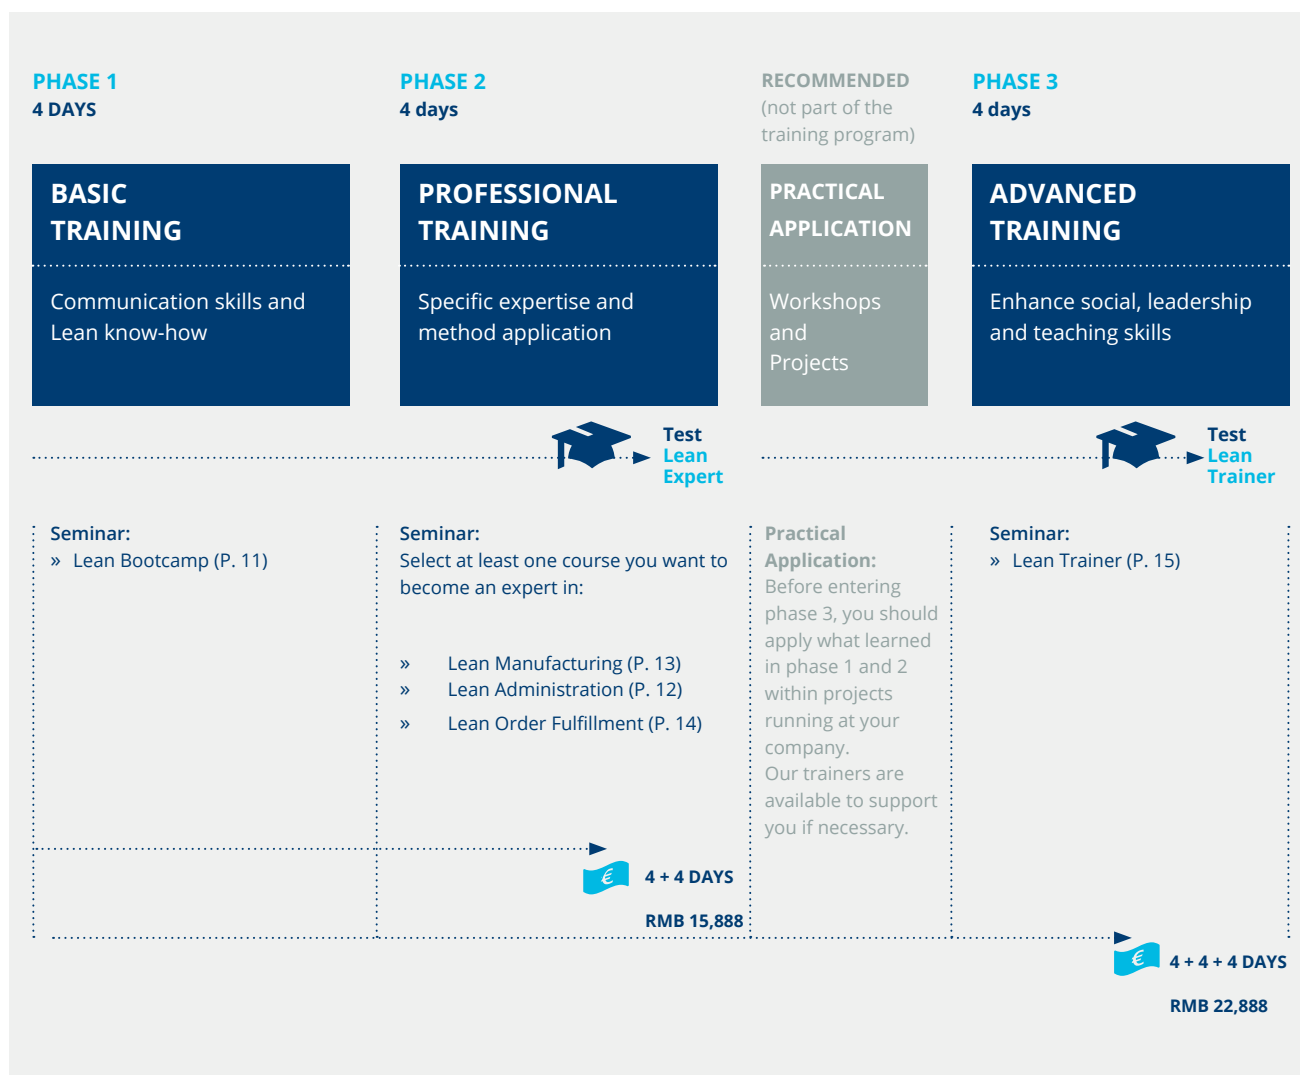 PHASE 1
4 DAYS
PHASE 2
4 days
RECOMMENDED
(not part of the
training program)
PHASE 3
4 days
BASIC
TRAINING
Communication skills and
Lean know-how
PROFESSIONAL
TRAINING
Specific expertise and
method application
PRACTICAL
APPLICATION
Workshops
and
Projects
ADVANCED
TRAINING
Enhance social, leadership
and teaching skills
Test
Lean
Expert
Test
Lean
Trainer
Seminar:
» Lean Bootcamp (P. 11)
Seminar:
Select at least one course you want to
become an expert in:
» Lean Manufacturing (P. 13)
» Lean Administration (P. 12)
» Lean Order Fulfillment (P. 14)
Practical
Application:
Before entering
phase 3, you should
apply what learned
in phase 1 and 2
within projects
running at your
company.
Our trainers are
available to support
you if necessary.
Seminar:
» Lean Trainer (P. 15)
€
4 + 4 DAYS
RMB 15,888
€
4 + 4 + 4 DAYS
RMB 22,888